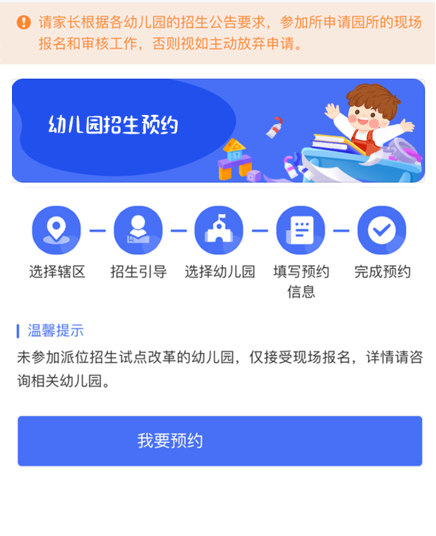 请家长根据各幼儿园的招生公告要求，参加所申请园所的现场
报名和审核工作，否则视如主动放弃申请。
幼儿园招生预约
选择辖区
招生引导
选择幼儿园
填写预约
信息
完成预约
温馨提示
未参加派位招生试点改革的幼儿园，仅接受现场报名，详情请咨
询相关幼儿园。
我要预约